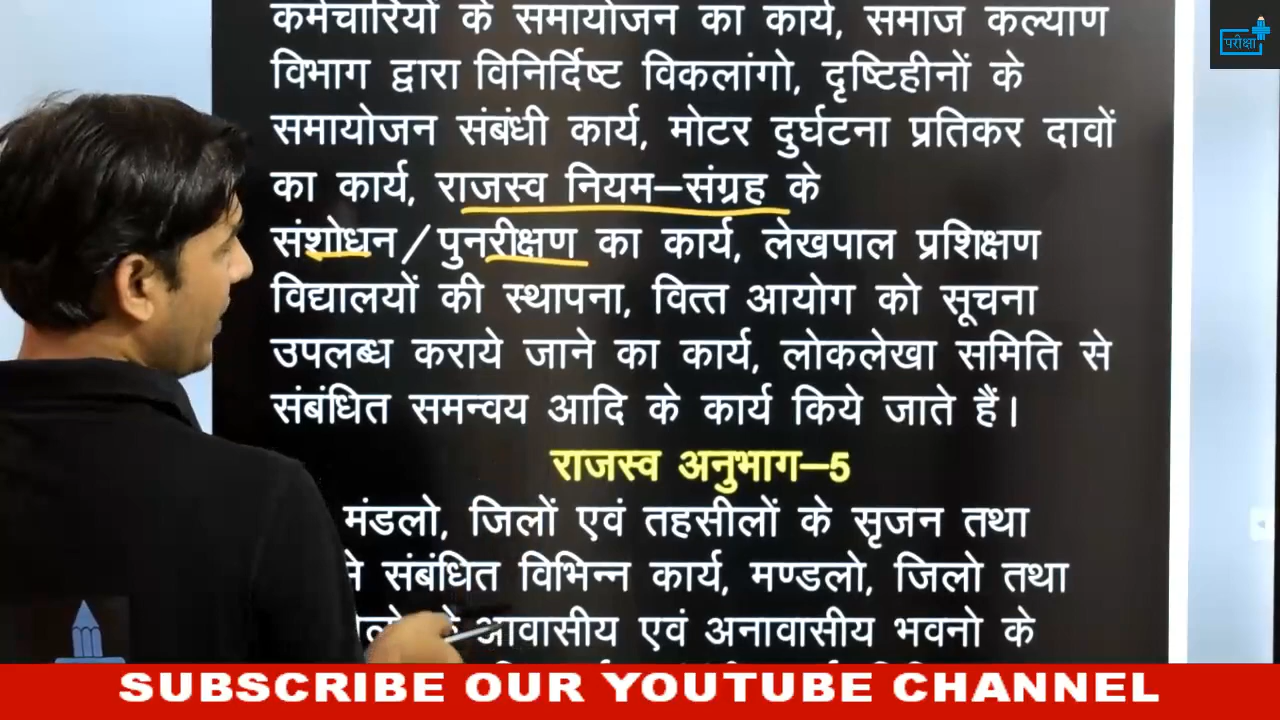 कर्मचारियों के समायोजन का कार्य, समाज कल्याण
विभाग द्वारा विनिर्दिष्ट विकलांगो, दृष्टिहीनों के
समायोजन संबंधी कार्य, मोटर दुर्घटना प्रतिकर दावों
का कार्य, राजस्व नियम–संग्रह के
संशोधन/पुनरीक्षण का कार्य, लेखपाल प्रशिक्षण
विद्यालयों की स्थापना, वित्त आयोग को सूचना
उपलब्ध कराये जाने का कार्य, लोकलेखा समिति से
संबंधित समन्वय आदि के कार्य किये जाते हैं।
राजस्व अनुभाग–5
मंडलो, जिलों एवं तहसीलों के सृजन तथा
संबंधित विभिन्न कार्य, मण्डलो, जिलो तथा
आवासीय एवं अनावासीय भवनो के
SUBSCRIBE OUR YOUTUBE CHANNEL
परीक्षा